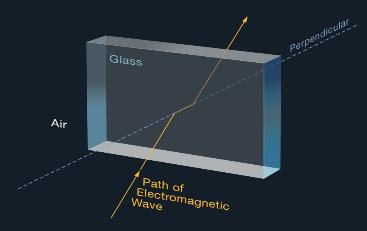 Perpendicular
Glass
Air
Path of
Electromagnetic
Wave